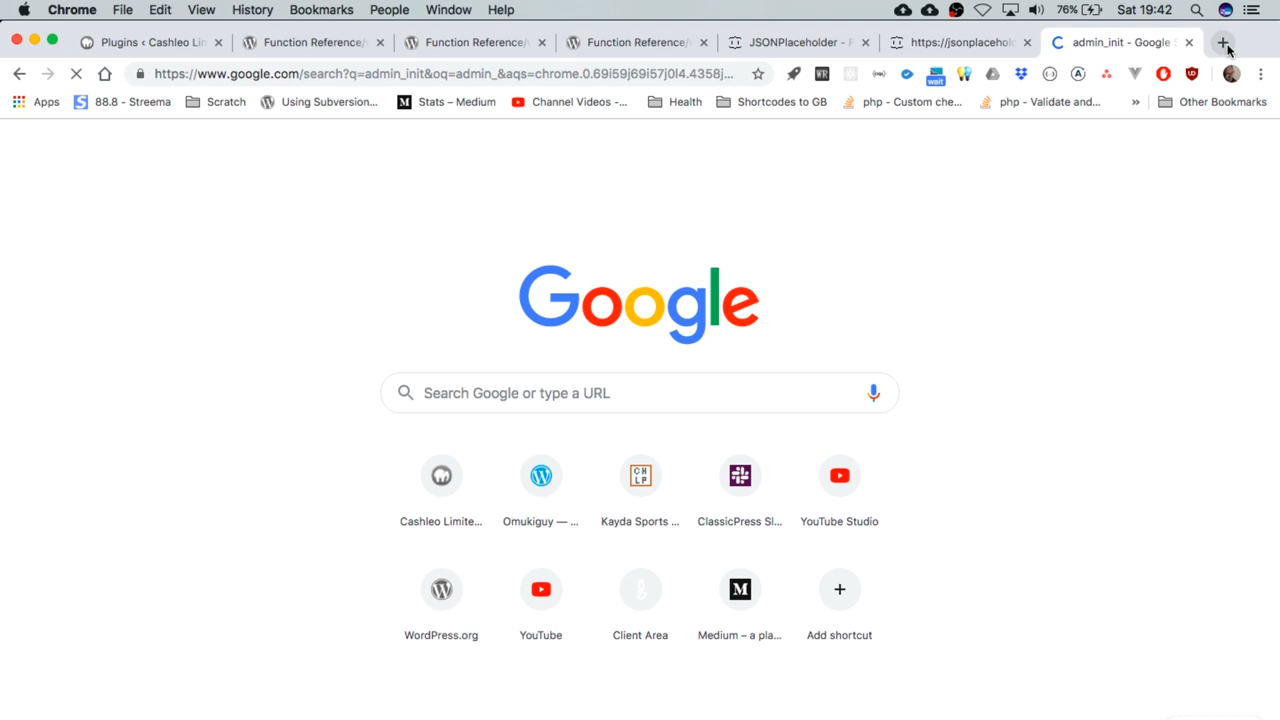 Chrome File Edit View History Bookmarks People Window Help 76% Sat 19:42
Plugins ‹ Cashleo Lin Function Reference/ Function Reference/ Function Reference/ JSONPlaceholder - F https://jsonplacehol admin_init - Google S
https://www.google.com/search?q=admin_init&oq=admin_&aqs=chrome.0.69i59j69i57j0l4.4358j...
wait
Apps 88.8 - Streema Scratch Using Subversion... Stats – Medium Channel Videos -... Health Shortcodes to GB php - Custom che... php - Validate and... » Other Bookmarks
Google
Search Google or type a URL
Cashleo Limite... Omukiguy — ... Kayda Sports ... ClassicPress Sl... YouTube Studio
WordPress.org YouTube Client Area Medium – a pla... Add shortcut